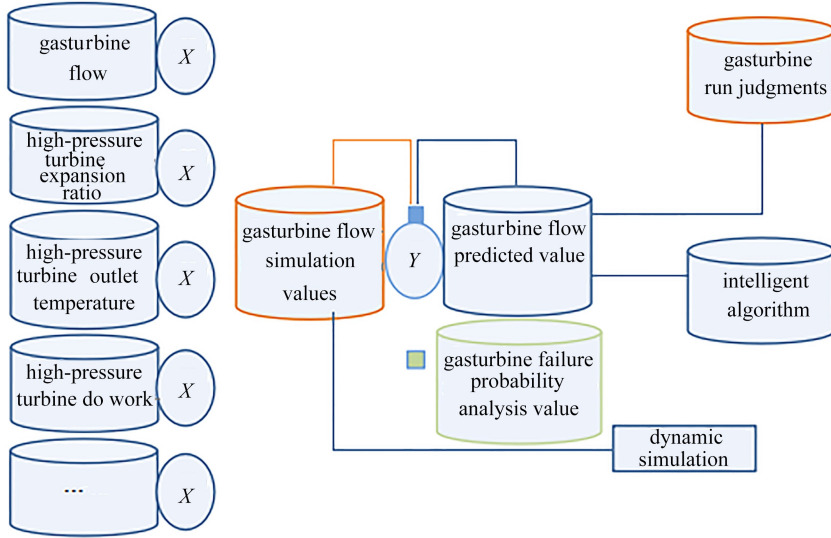 gasturbine
flow
X
high-pressure
turbine
expansion
ratio
X
high-pressure
turbine outlet
temperature
X
high-pressure
turbine do work
X
...
X
gasturbine flow
simulation
values
Y
gasturbine flow
predicted value
gasturbine failure
probability
analysis value
gasturbine
run judgments
intelligent
algorithm
dynamic
simulation